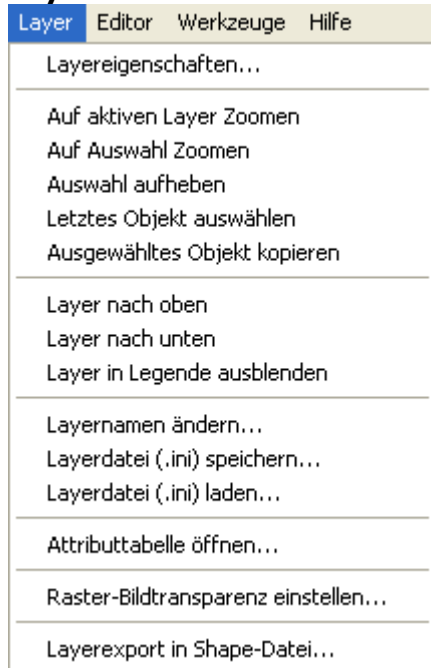 Layer Editor Werkzeuge Hilfe
Layereigenschaften...
Auf aktiven Layer Zoomen
Auf Auswahl Zoomen
Auswahl aufheben
Letztes Objekt auswählen
Ausgewähltes Objekt kopieren
Layer nach oben
Layer nach unten
Layer in Legende ausblenden
Layernamen ändern...
Layerdatei (.ini) speichern...
Layerdatei (.ini) laden...
Attributtabelle öffnen...
Raster-Bildtransparenz einstellen...
Layerexport in Shape-Datei...